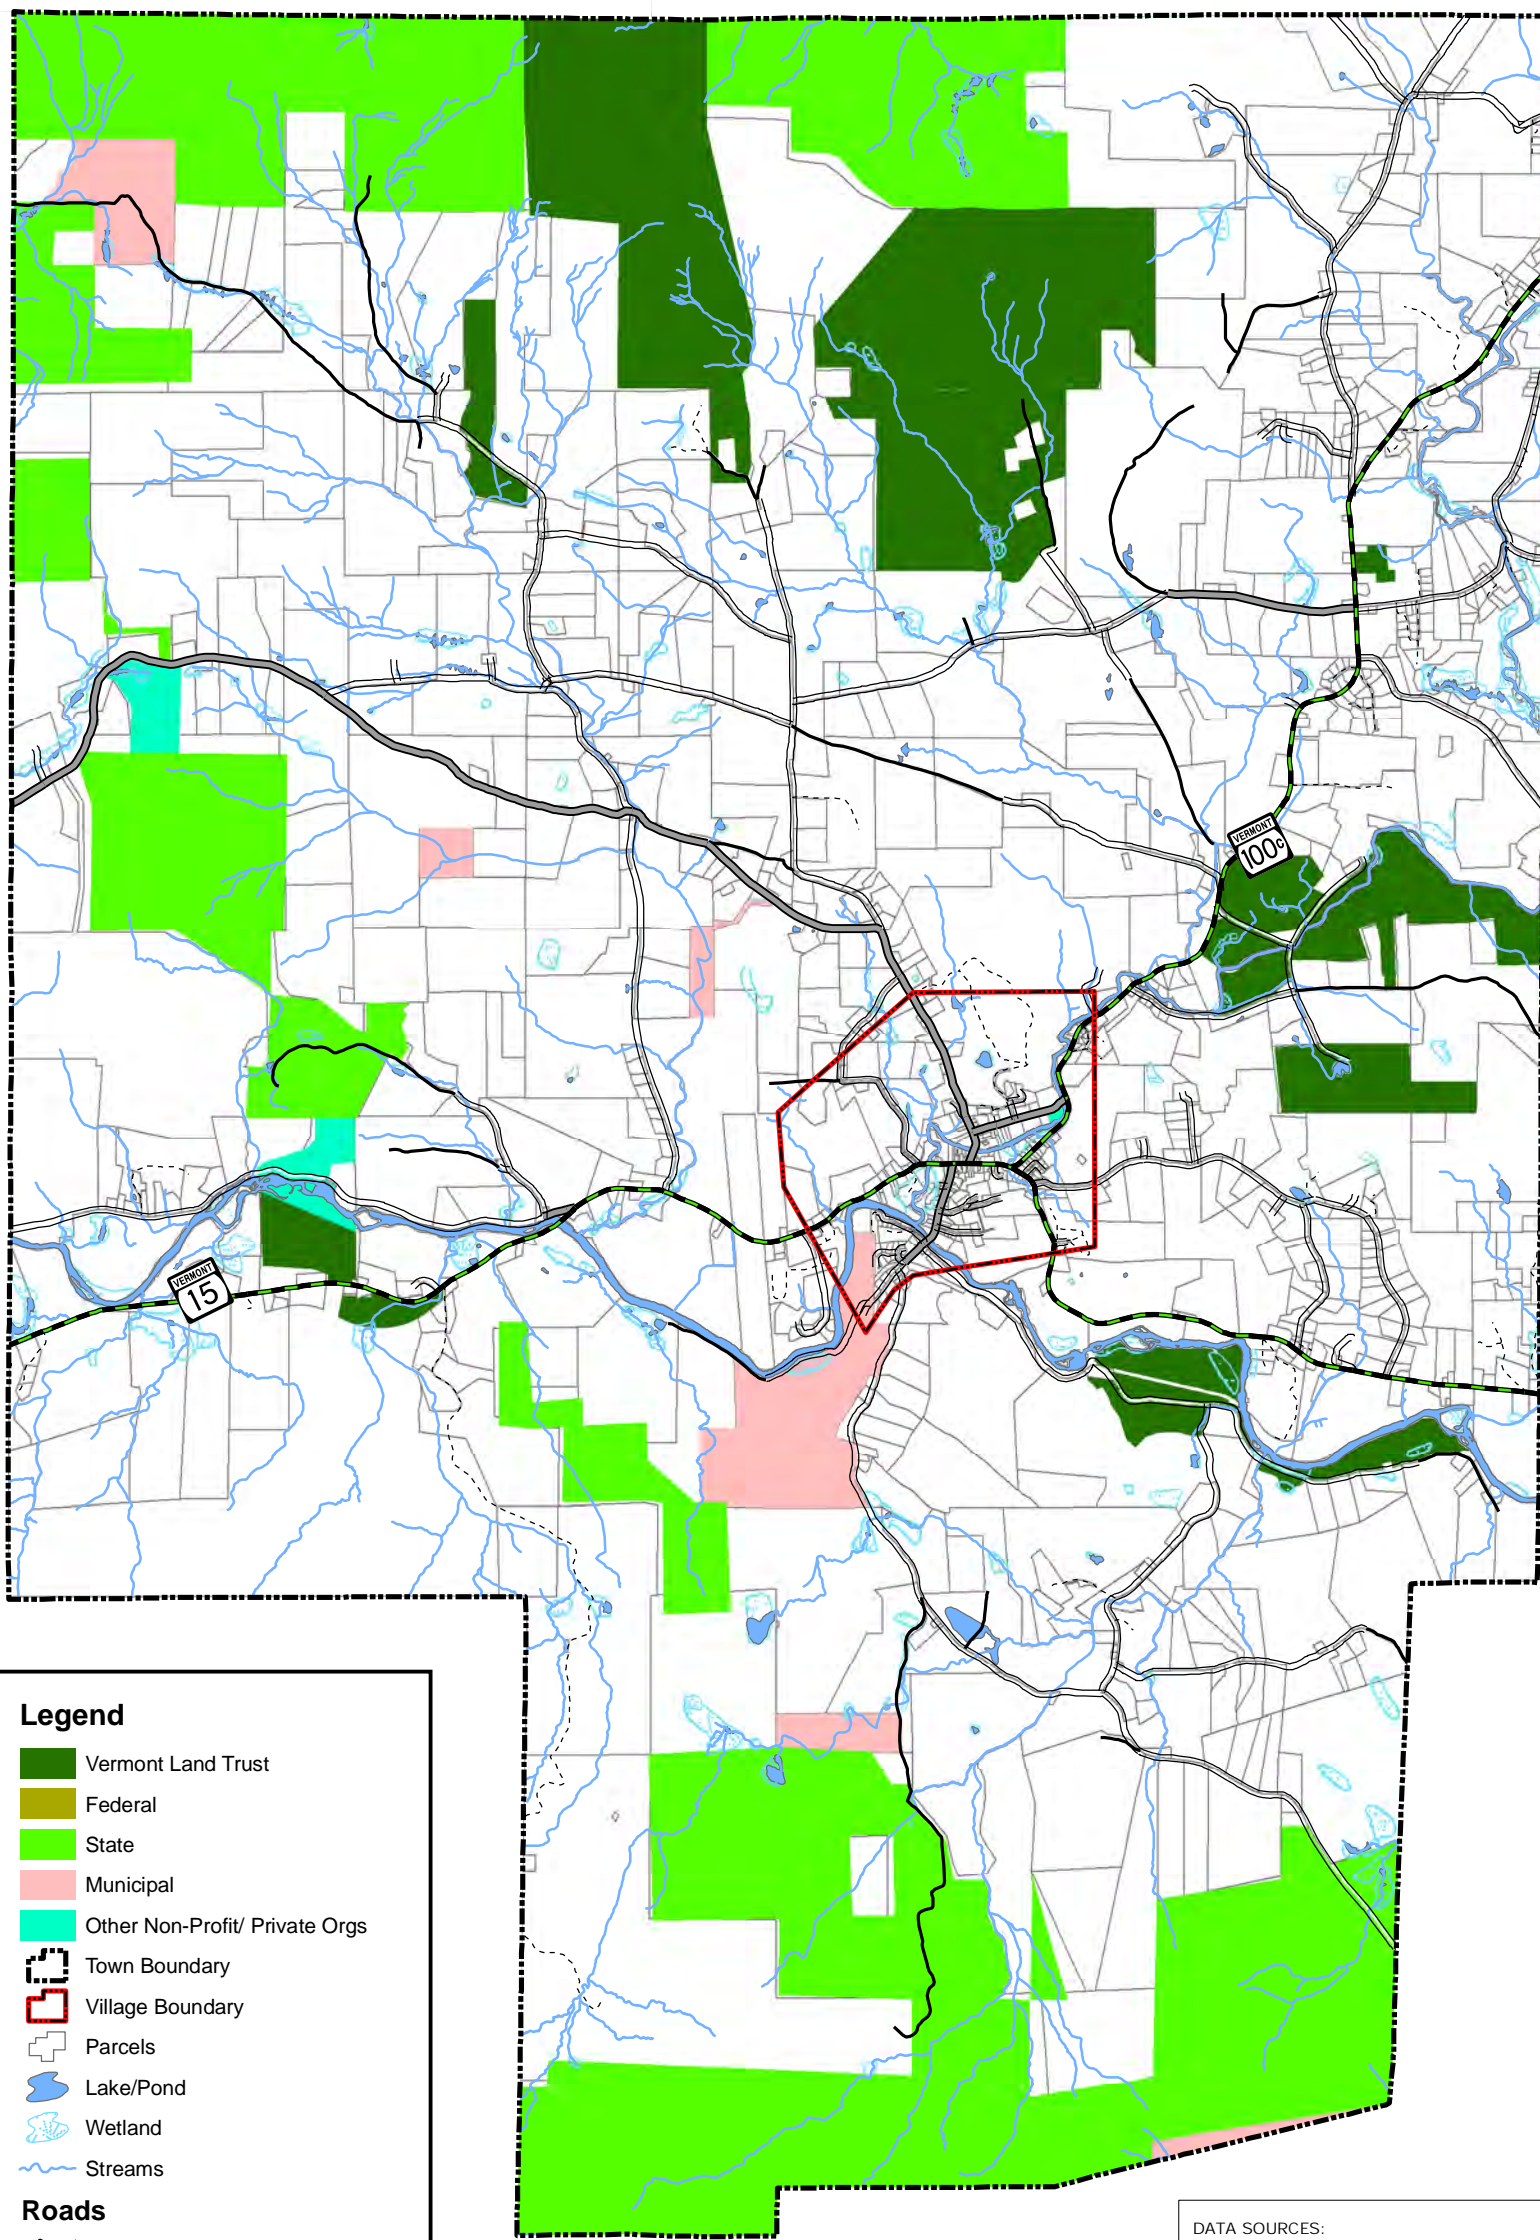 VERMONT
100c
VERMONT
15
Legend
Vermont Land Trust
Federal
State
Municipal
Other Non-Profit/ Private Orgs
Town Boundary
Village Boundary
Parcels
Lake/Pond
Wetland
Streams
Roads
DATA SOURCES: